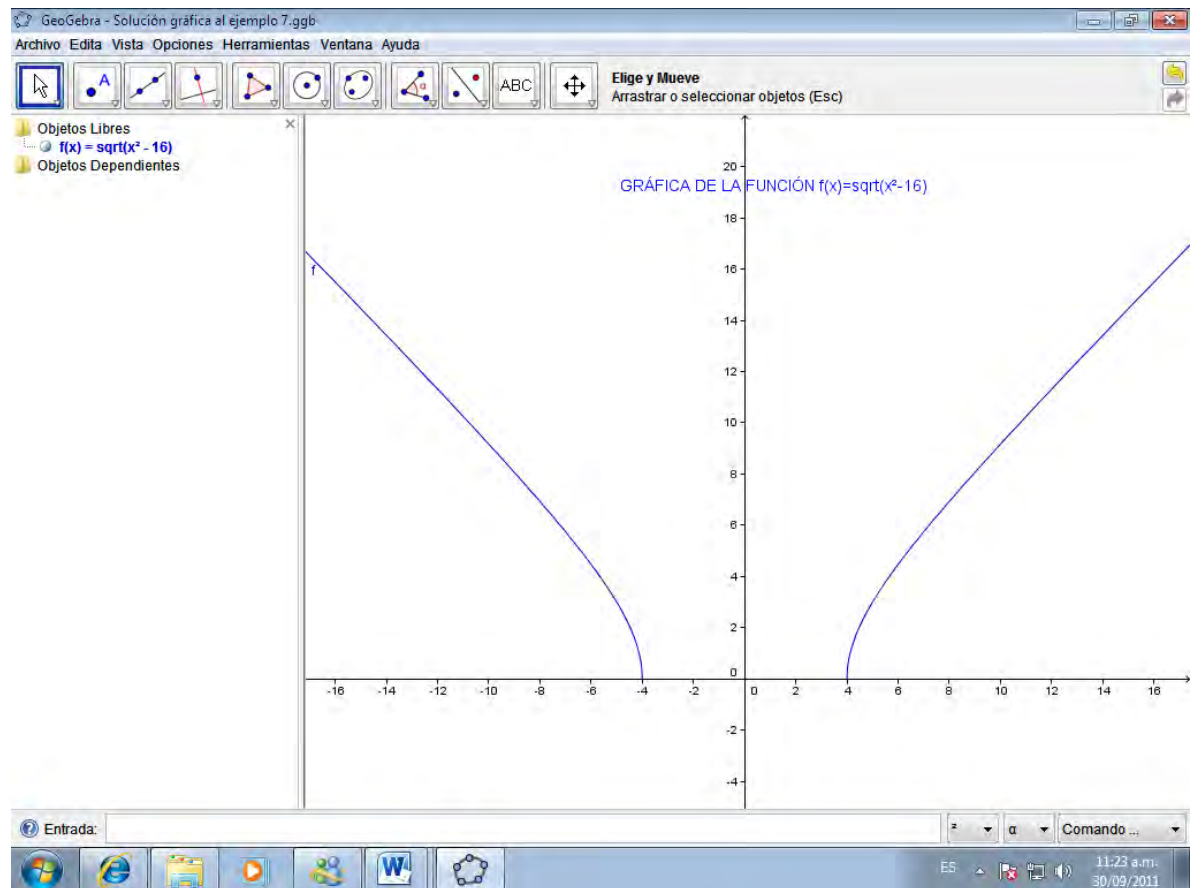 GeoGebra - Solución gráfica al ejemplo 7.ggb
Archivo Edita Vista Opciones Herramientas Ventana Ayuda
A
α
ABC
Elige y Mueve
Arrastrar o seleccionar objetos (Esc)
Objetos Libres
f(x) = sqrt(x² - 16)
Objetos Dependientes
GRÁFICA DE LA FUNCIÓN f(x)=sqrt(x²-16)
f
20
18
16
14
12
10
8
6
4
2
0
-16 -14 -12 -10 -8 -6 -4 -2 0 2 4 6 8 10 12 14 16
-2
-4
Entrada:
² α Comando ...
W
ES
11:23 a.m.
30/09/2011